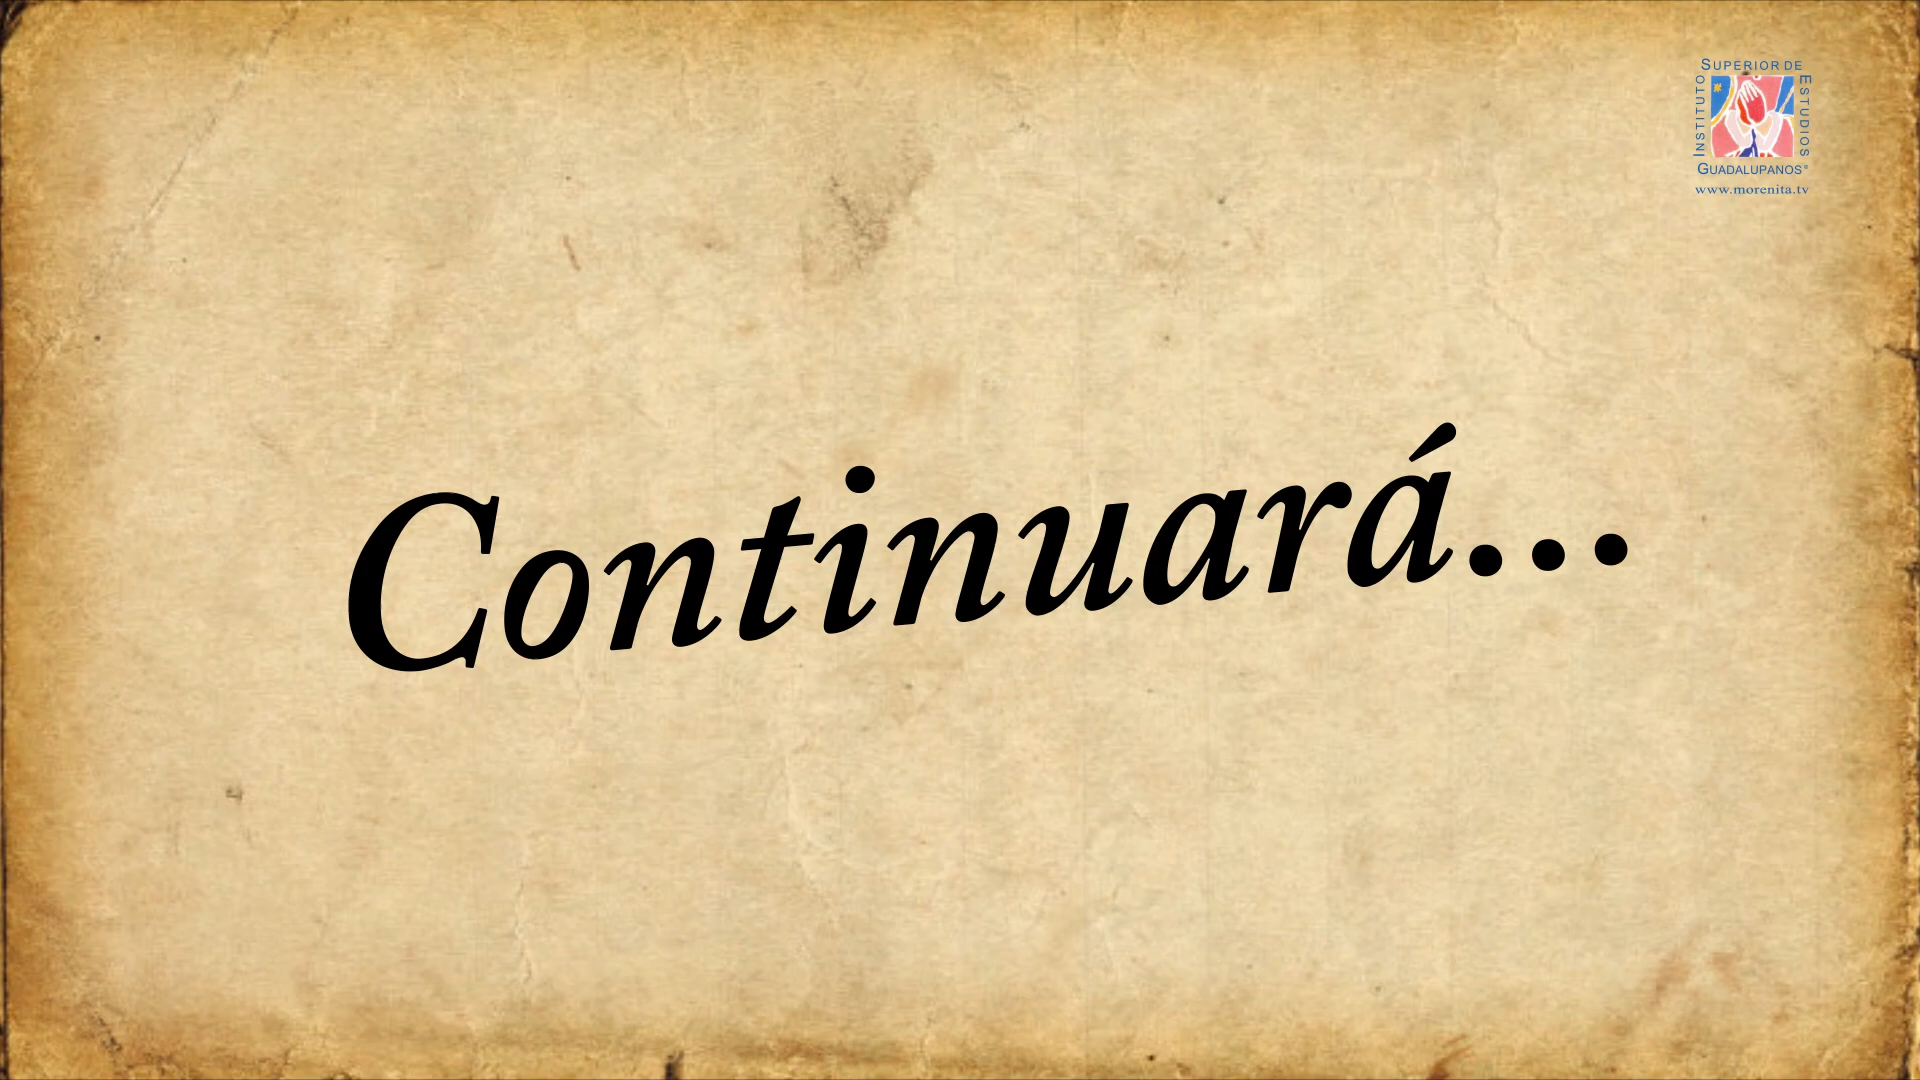 INSTITUTO
SUPERIOR DE
ESTUDIOS
GUADALUPANOS®
www.morenita.tv
Continuará...